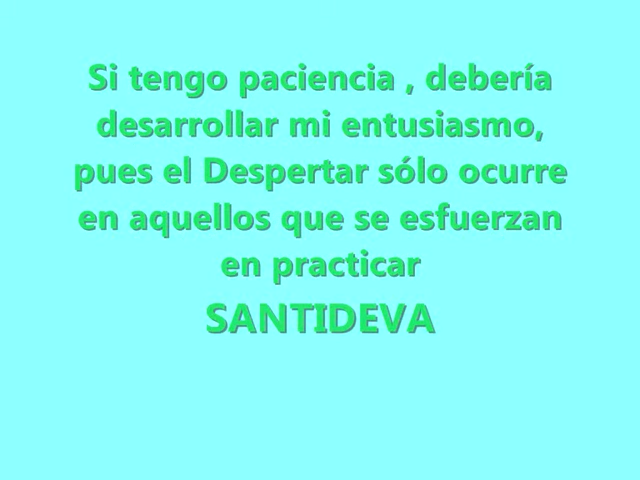 Si tengo paciencia , debería
desarrollar mi entusiasmo,
pues el Despertar sólo ocurre
en aquellos que se esfuerzan
en practicar
SANTIDEVA